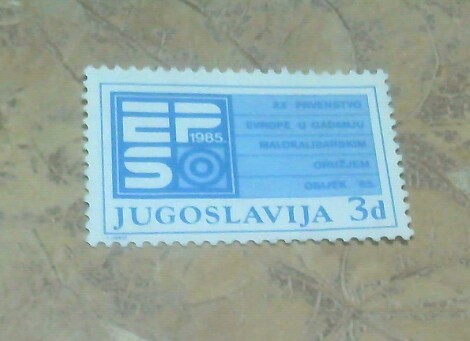 EP
1985.
S
XX PRVENSTVO
EVROPE U GAĐANJU
MALOKALIBARSKIM
ORUŽJEM
OSIJEK '85.
JUGOSLAVIJA 3d